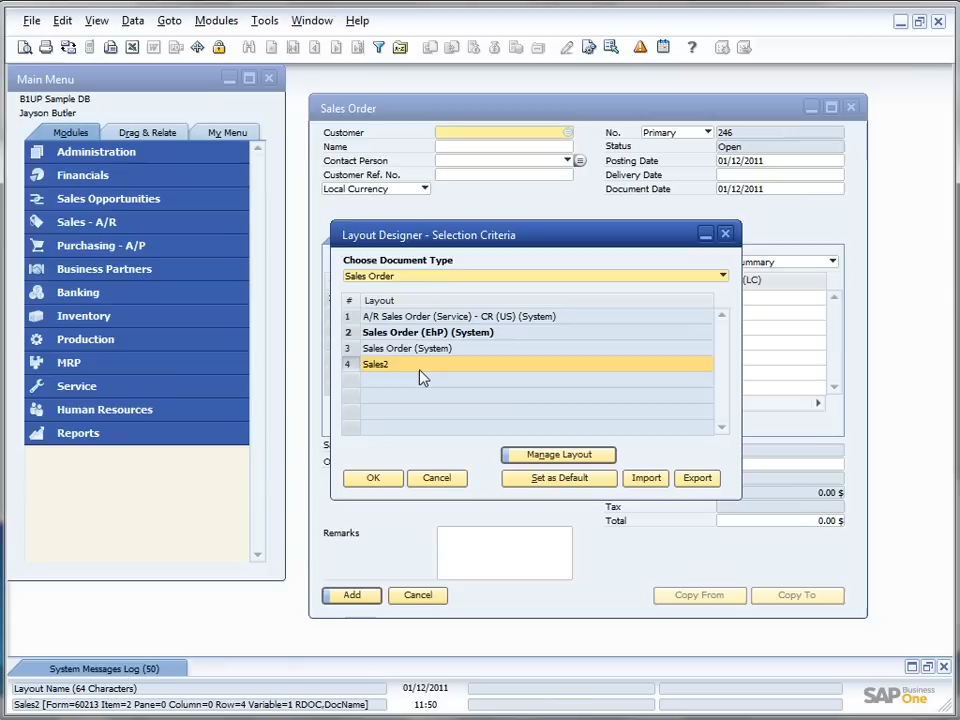 File Edit View Data Goto Modules Tools Window Help
Main Menu
B1UP Sample DB
Jayson Butler
Modules Drag & Relate My Menu
Administration
Financials
Sales Opportunities
Sales - A/R
Purchasing - A/P
Business Partners
Banking
Inventory
Production
MRP
Service
Human Resources
Reports
Sales Order
Customer
Name
Contact Person
Customer Ref. No.
Local Currency
No. Primary 246
Status Open
Posting Date 01/12/2011
Delivery Date
Document Date 01/12/2011
Layout Designer - Selection Criteria
Choose Document Type
Sales Order
# Layout
1 A/R Sales Order (Service) - CR (US) (System)
2 Sales Order (EhP) (System)
3 Sales Order (System)
4 Sales2
Manage Layout
OK Cancel Set as Default Import Export
ummary
(LC)
0.00 $
Tax
Total 0.00 $
Remarks
Add Cancel Copy From Copy To
System Messages Log (50)
Layout Name (64 Characters) 01/12/2011
Sales2 [Form=60213 Item=2 Pane=0 Column=0 Row=4 Variable=1 RDOC,DocName] 11:50
SAP Business One